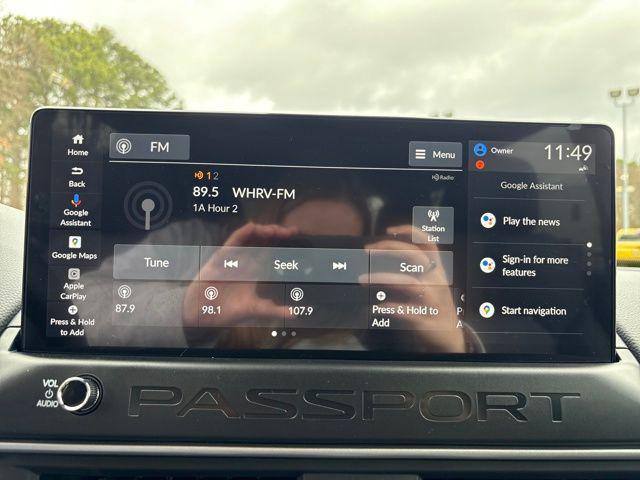 Home
Back
Google
Assistant
Google Maps
Apple
CarPlay
Press & Hold
to Add
FM
Menu
HD 1 2
HD Radio
89.5 WHRV-FM
1A Hour 2
Station
List
Tune
Seek
Scan
87.9
98.1
107.9
Press & Hold to
Add
Owner
11:49
Google Assistant
Play the news
Sign-in for more
features
Start navigation
VOL
AUDIO
PASSPORT